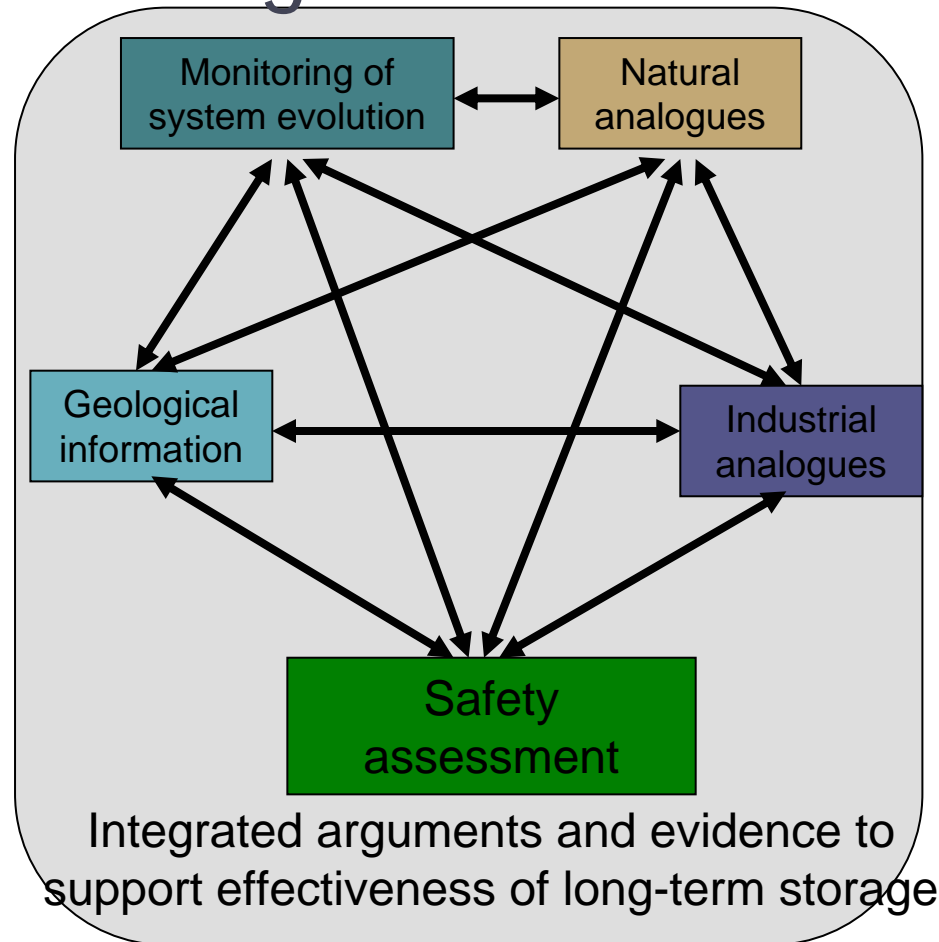 Monitoring of
system evolution
Natural
analogues
Geological
information
Industrial
analogues
Safety
assessment
Integrated arguments and evidence to
support effectiveness of long-term storage